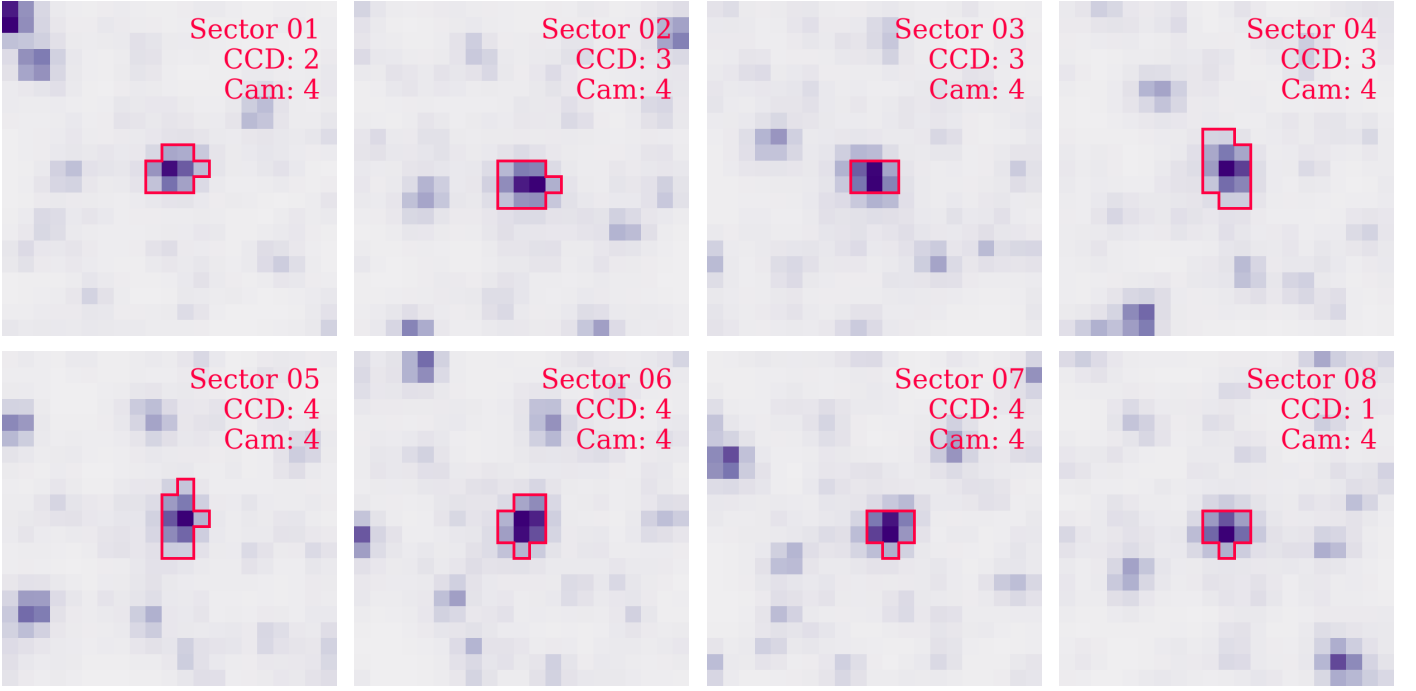 Sector 01
CCD: 2
Cam: 4
Sector 02
CCD: 3
Cam: 4
Sector 03
CCD: 3
Cam: 4
Sector 04
CCD: 3
Cam: 4
Sector 05
CCD: 4
Cam: 4
Sector 06
CCD: 4
Cam: 4
Sector 07
CCD: 4
Cam: 4
Sector 08
CCD: 1
Cam: 4